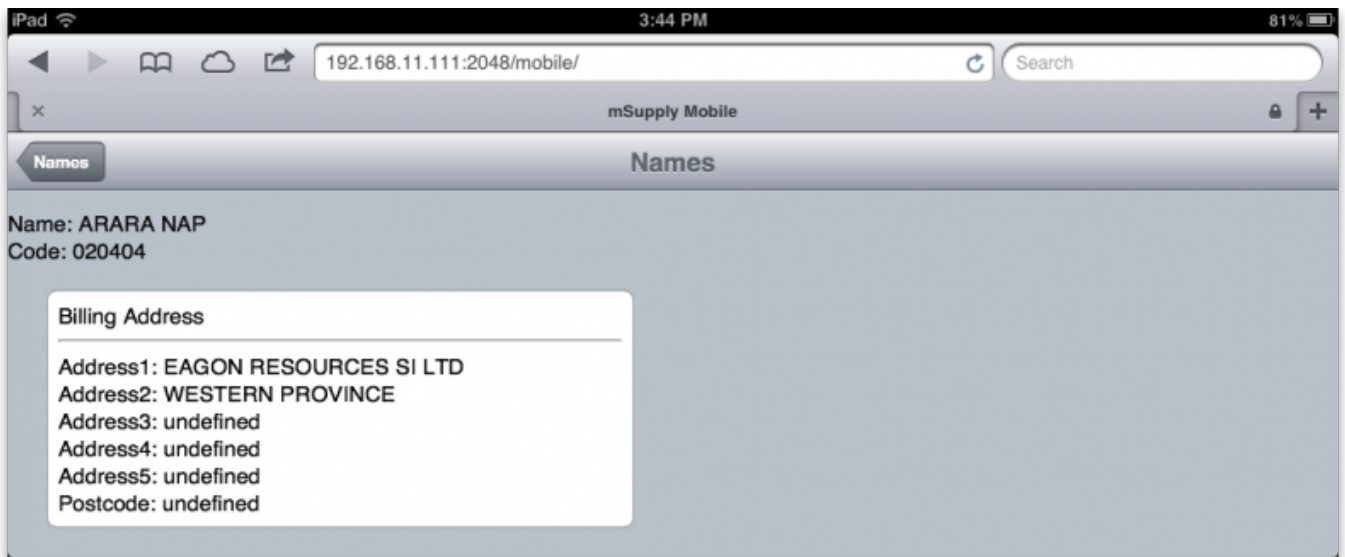 iPad 3:44 PM 81%
192.168.11.111:2048/mobile/ Search
mSupply Mobile
Names Names
Name: ARARA NAP
Code: 020404
Billing Address
Address1: EAGON RESOURCES SI LTD
Address2: WESTERN PROVINCE
Address3: undefined
Address4: undefined
Address5: undefined
Postcode: undefined